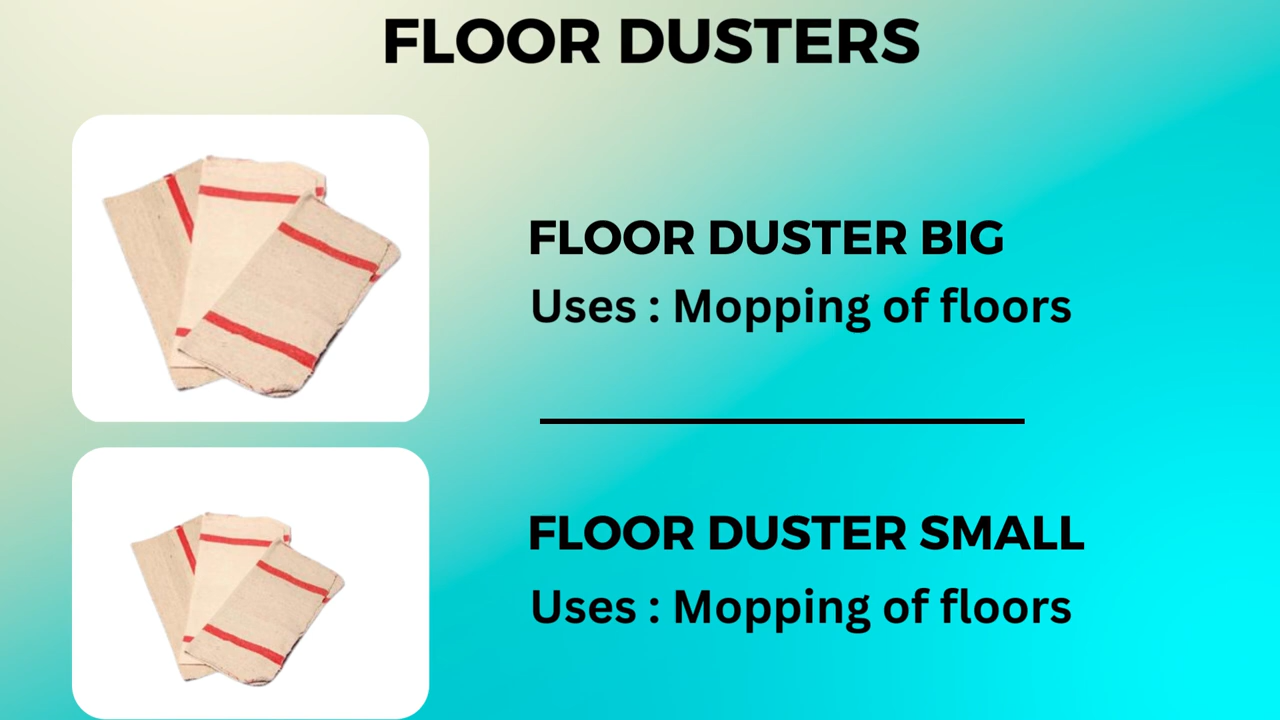 FLOOR DUSTERS
FLOOR DUSTER BIG
Uses : Mopping of floors
FLOOR DUSTER SMALL
Uses : Mopping of floors